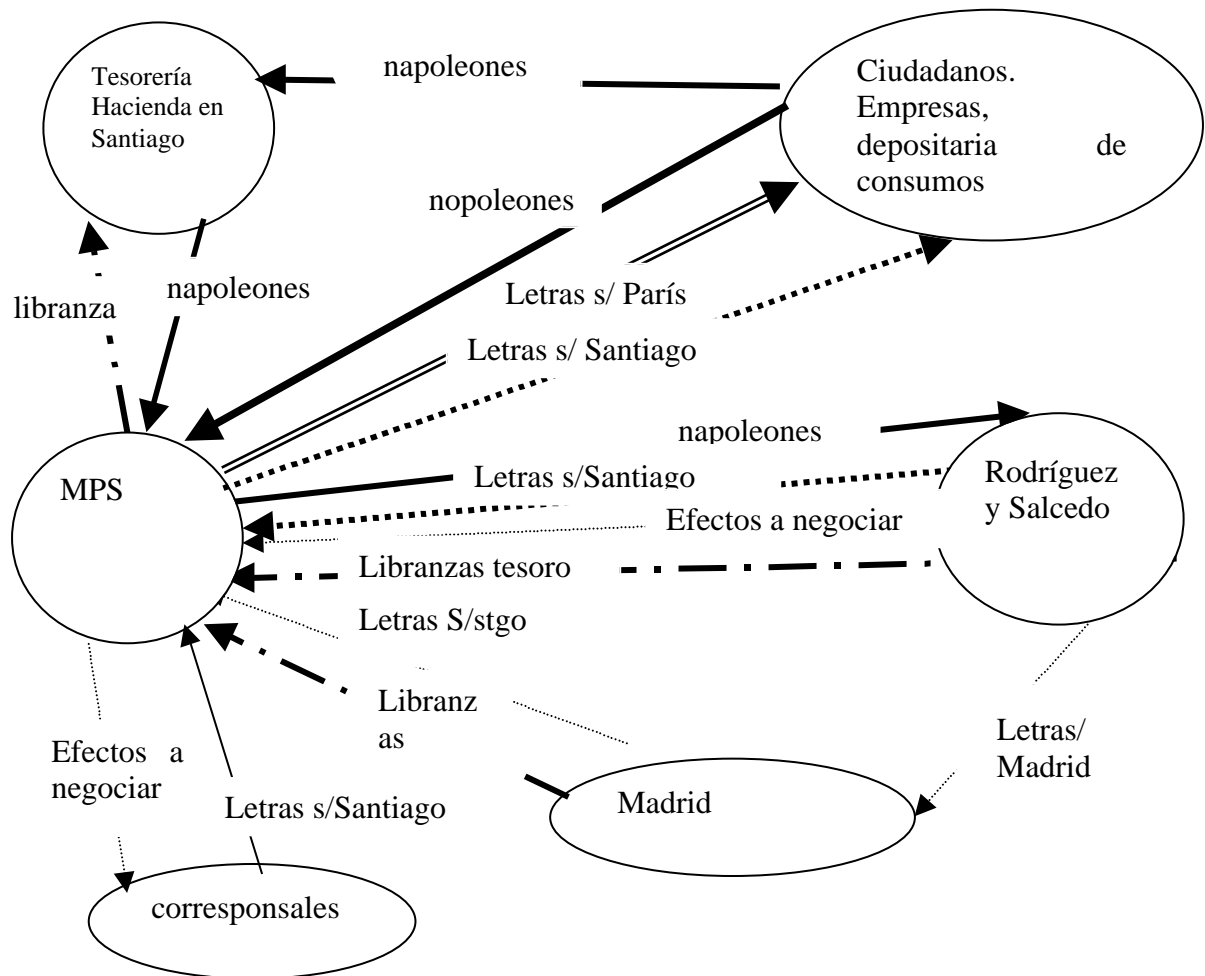 napoleones
Tesorería
Hacienda en
Santiago
Ciudadanos.
Empresas,
depositaria de
consumos
nopoleones
libranza
napoleones
Letras s/ París
Letras s/ Santiago
napoleones
MPS
Letras s/Santiago
Rodríguez
y Salcedo
Efectos a negociar
Libranzas tesoro
Letras S/stgo
Libranz
as
Letras/
Madrid
Efectos a
negociar
Letras s/Santiago
Madrid
corresponsales